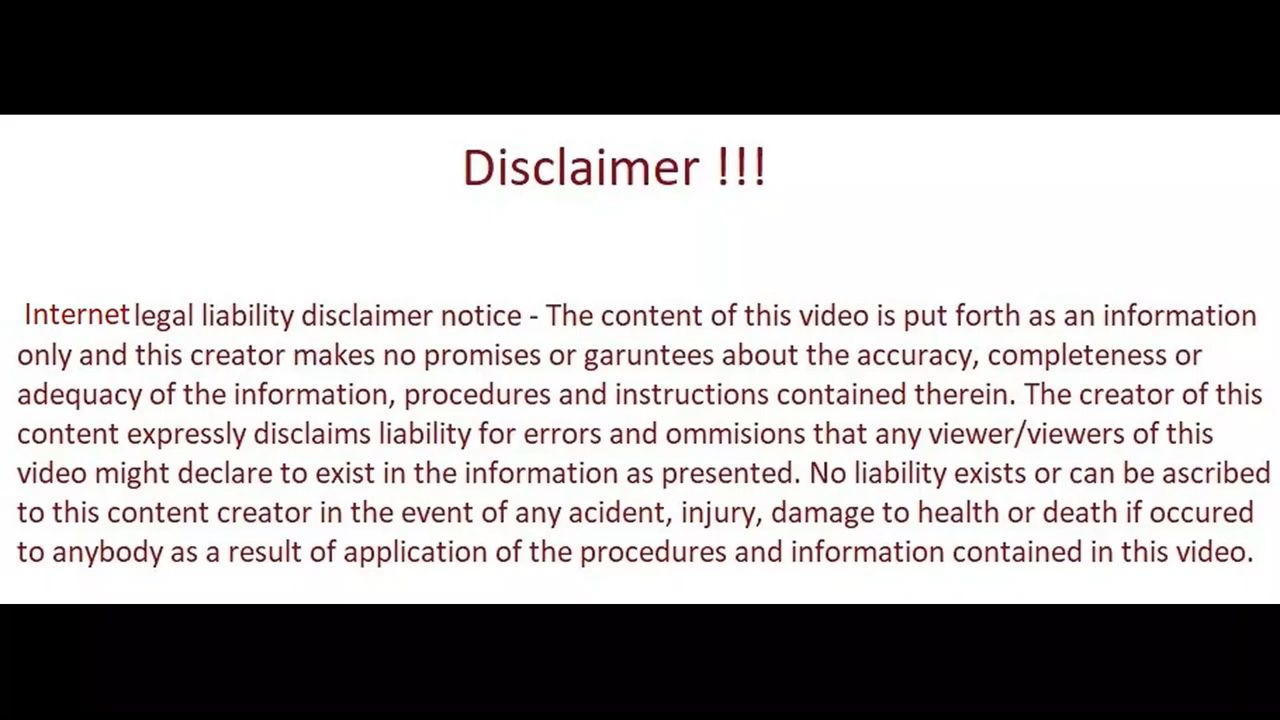 Disclaimer !!!
Internet legal liability disclaimer notice - The content of this video is put forth as an information
only and this creator makes no promises or garuntees about the accuracy, completeness or
adequacy of the information, procedures and instructions contained therein. The creator of this
content expressly disclaims liability for errors and ommisions that any viewer/viewers of this
video might declare to exist in the information as presented. No liability exists or can be ascribed
to this content creator in the event of any acident, injury, damage to health or death if occured
to anybody as a result of application of the procedures and information contained in this video.